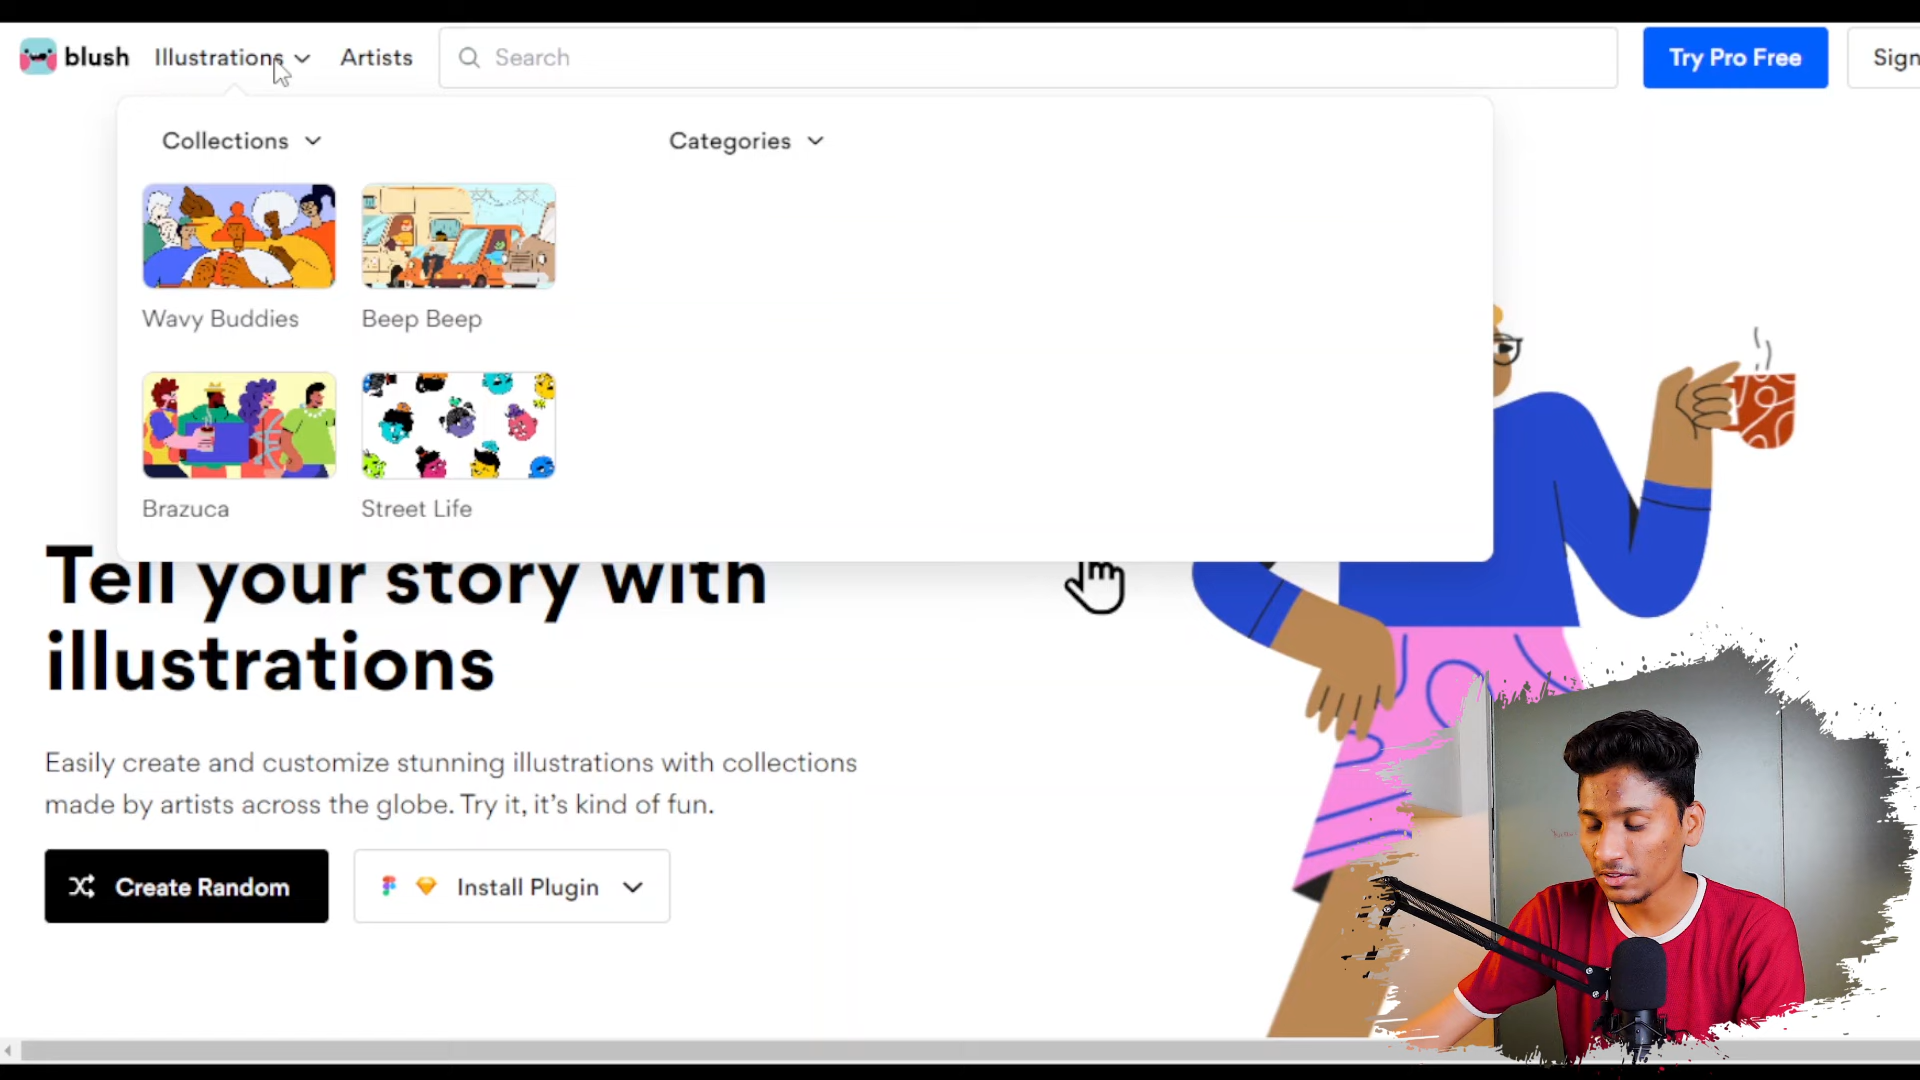 blush
Illustrations
Artists
Search
Try Pro Free
Sign
Collections
Categories
Wavy Buddies
Beep Beep
Brazuca
Street Life
Tell your story with
illustrations
Easily create and customize stunning illustrations with collections
made by artists across the globe. Try it, it’s kind of fun.
Create Random
Install Plugin